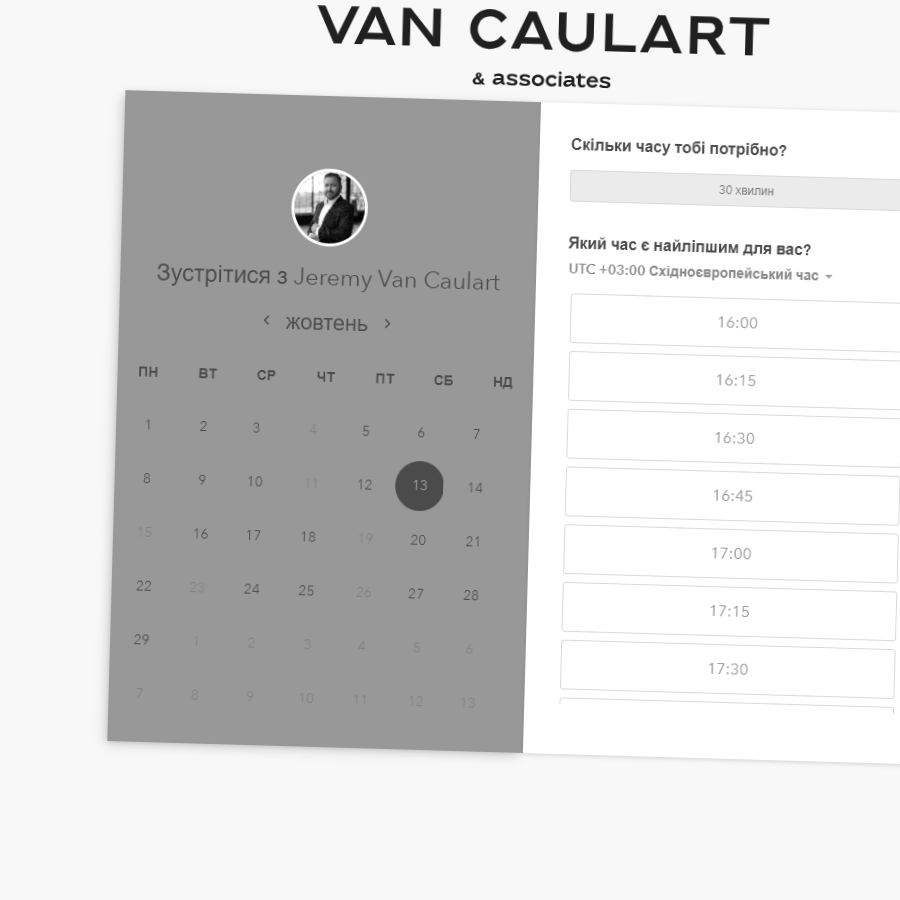 VAN CAULART
& associates
Зустрітися з Jeremy Van Caulart
жовтень
ПН ВТ СР ЧТ ПТ СБ НД
1 2 3 4 5 6 7
8 9 10 11 12 13 14
15 16 17 18 19 20 21
22 23 24 25 26 27 28
29 1 2 3 4 5 6
7 8 9 10 11 12 13
Скільки часу тобі потрібно?
30 хвилин
Який час є найліпшим для вас?
UTC +03:00 Східноєвропейський час
16:00
16:15
16:30
16:45
17:00
17:15
17:30